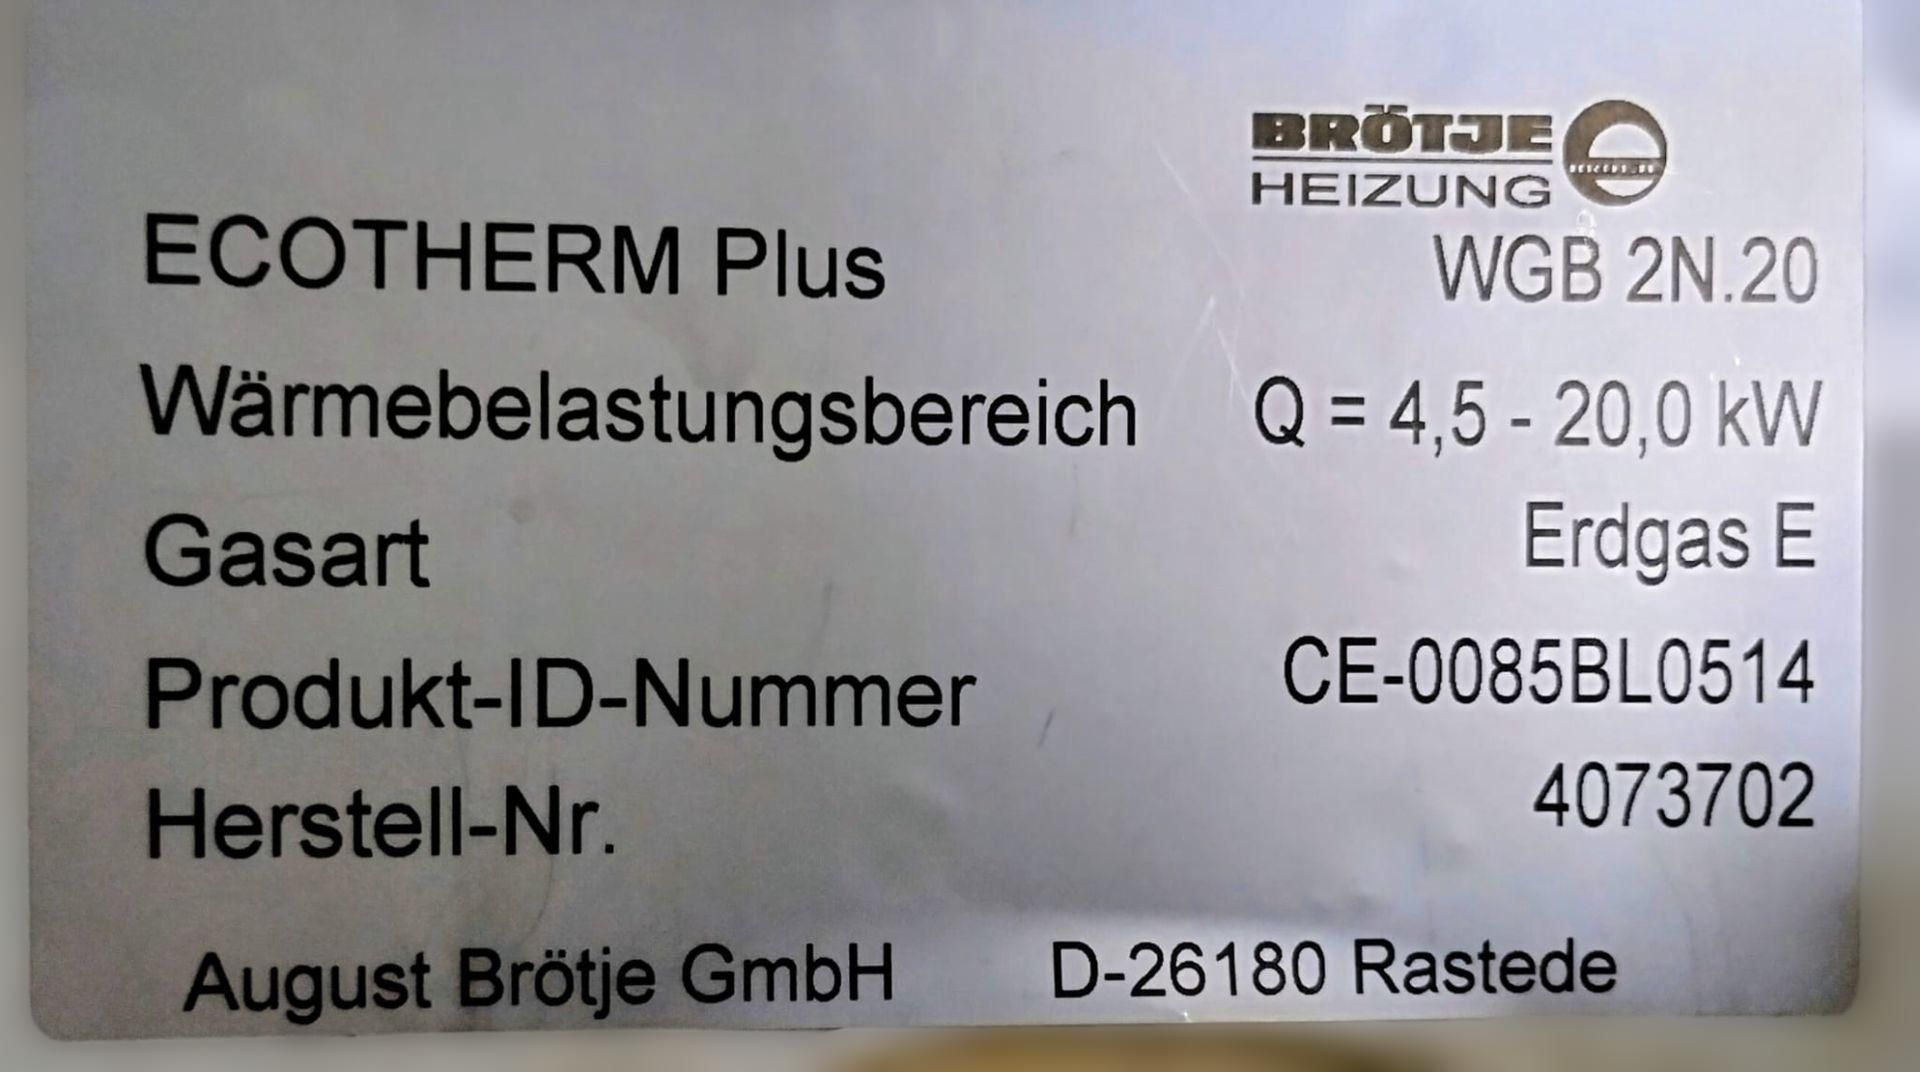 BRÖTJE
HEIZUNG
ECOTHERM Plus WGB 2N.20
Wärmebelastungsbereich Q = 4,5 - 20,0 kW
Gasart Erdgas E
Produkt-ID-Nummer CE-0085BL0514
Herstell-Nr. 4073702
August Brötje GmbH D-26180 Rastede